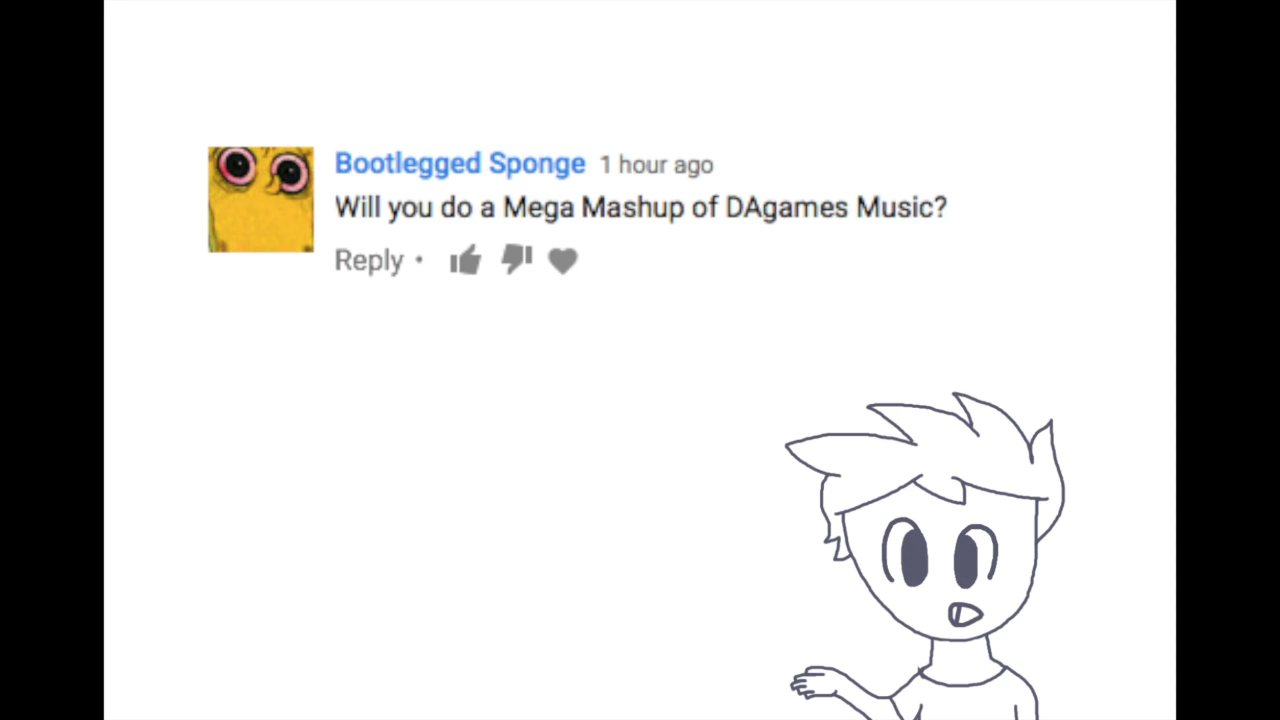 Bootlegged Sponge 1 hour ago
Will you do a Mega Mashup of DAgames Music?
Reply •